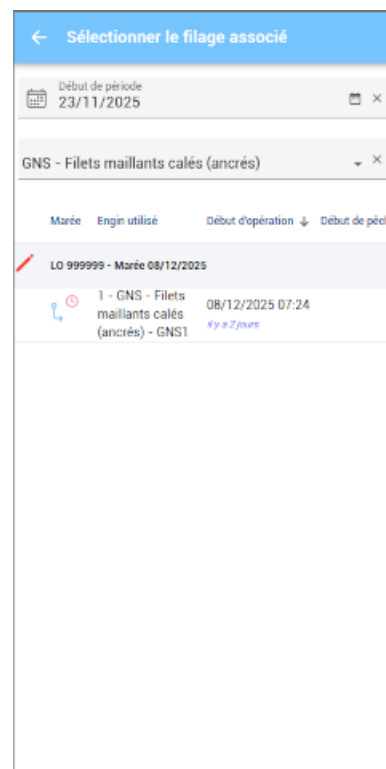 Sélectionner le filage associé
Début de période
23/11/2025
GNS - Filets maillants calés (ancrés)
Marée Engin utilisé Début d'opération Début de pêc
LO 999999 - Marée 08/12/2025
1 - GNS - Filets
maillants calés
(ancrés) - GNS1
08/12/2025 07:24
Il y a 2 jours